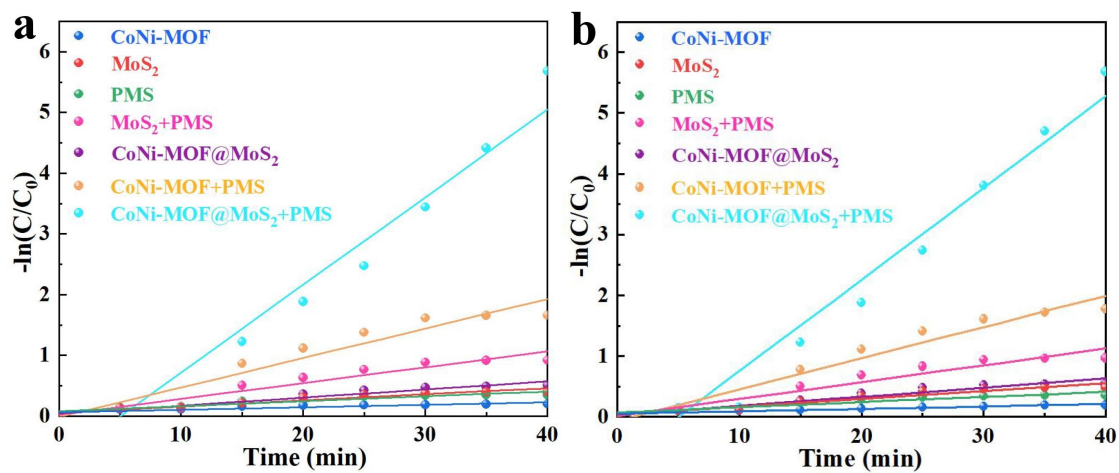 a
6
5
4
3
2
1
0
-ln(C/C₀)
CoNi-MOF
MoS₂
PMS
MoS₂+PMS
CoNi-MOF@MoS₂
CoNi-MOF+PMS
CoNi-MOF@MoS₂+PMS
0 10 20 30 40
Time (min)
b
6
5
4
3
2
1
0
-ln(C/C₀)
CoNi-MOF
MoS₂
PMS
MoS₂+PMS
CoNi-MOF@MoS₂
CoNi-MOF+PMS
CoNi-MOF@MoS₂+PMS
0 10 20 30 40
Time (min)